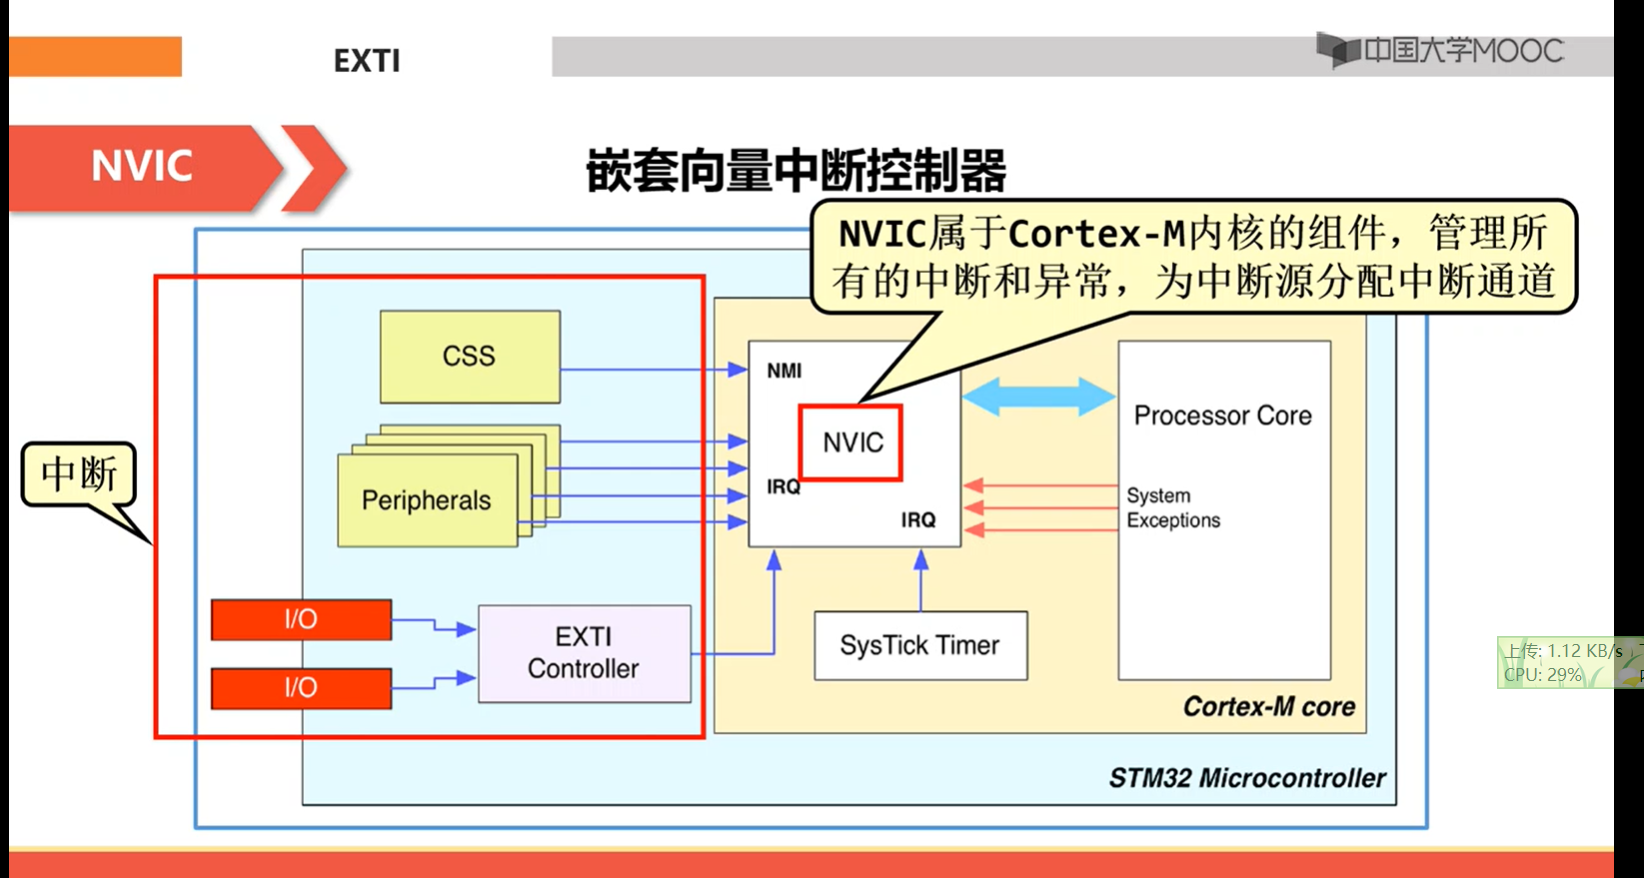 EXTI
中国大学MOOC
NVIC
嵌套向量中断控制器
NVIC属于Cortex-M内核的组件，管理所
有的中断和异常，为中断源分配中断通道
CSS
NMI
NVIC
Processor Core
中断
Peripherals
IRQ
System
Exceptions
IRQ
I/O
EXTI
Controller
SysTick Timer
I/O
Cortex-M core
STM32 Microcontroller
上传: 1.12 KB/s
CPU: 29%